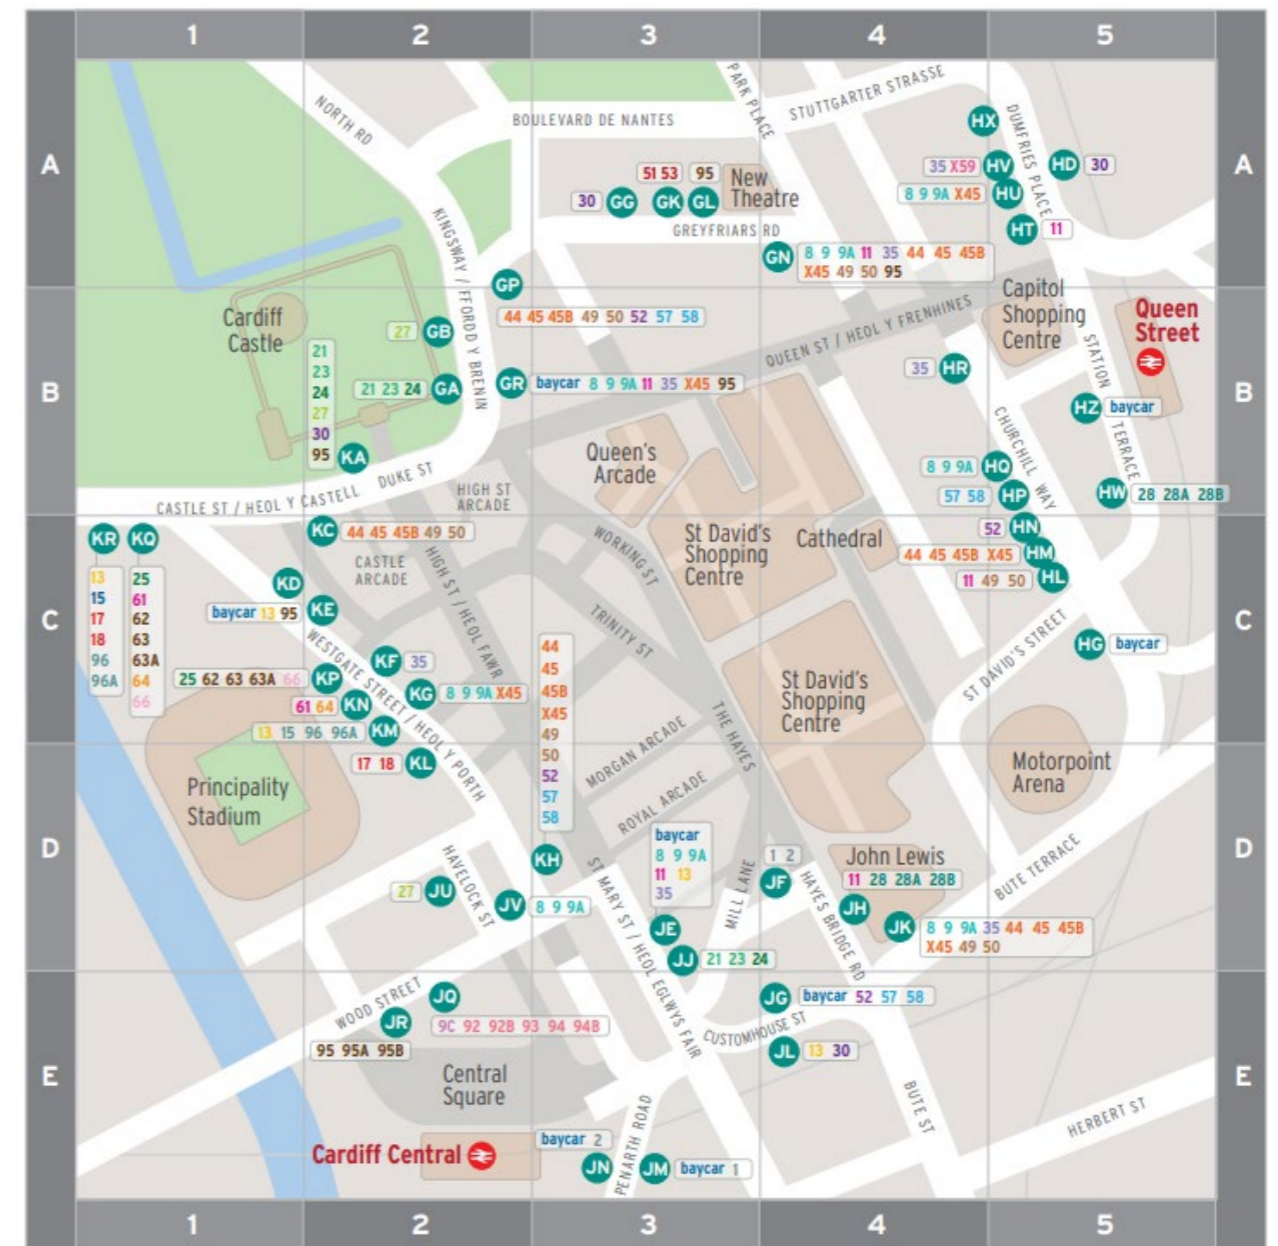 1 2 3 4 5
A
A
NORTH RD
BOULEVARD DE NANTES
PARK PLACE
STUTTGARTER STRASSE
DUMFRIES PLACE
HX
35 X59
HV
HD
30
8 9 9A X45
HU
HT
11
51 53
95
New
Theatre
30
GG
GK
GL
GREYFRIARS RD
GN
8 9 9A 11 35 44 45 45B
X45 49 50 95
KINGSWAY / FFORDD Y BRENIN
GP
B
B
44 45 45B 49 50 52 57 58
Cardiff
Castle
27
GB
21 23 24
GA
GR
baycar 8 9 9A 11 35 X45 95
21
23
24
27
30
95
KA
QUEEN ST / HEOL Y FRENHINES
Capitol
Shopping
Centre
Queen
Street
STATION TERRACE
35
HR
HZ
baycar
CHURCHILL WAY
8 9 9A
HQ
57 58
HP
HW
28 28A 28B
Queen's
Arcade
CASTLE ST / HEOL Y CASTELL
DUKE ST
HIGH ST
ARCADE
C
C
KR
KQ
13
15
17
18
96
96A
25
61
62
63
63A
64
66
KC
44 45 45B 49 50
CASTLE
ARCADE
KD
baycar 13 95
KE
WESTGATE STREET / HEOL Y PORTH
HIGH ST / HEOL FAWR
WORKING ST
TRINITY ST
St David's
Shopping
Centre
Cathedral
52
HN
44 45 45B X45
HM
11 49 50
HL
HG
baycar
ST DAVID'S STREET
KF
35
25 62 63 63A 66
KP
KG
8 9 9A X45
61 64
KN
13 15 96 96A
KM
44
45
45B
X45
49
50
52
57
58
KH
St David's
Shopping
Centre
THE HAYES
MORGAN ARCADE
ROYAL ARCADE
D
D
17 18
KL
Principality
Stadium
Motorpoint
Arena
baycar
8 9 9A
11 13
35
JE
MILL LANE
1 2
JF
John Lewis
11 28 28A 28B
JH
HAYES BRIDGE RD
BUTE TERRACE
JK
8 9 9A 35 44 45 45B
X45 49 50
HAVELOCK ST
27
JU
JV
8 9 9A
ST MARY ST / HEOL EGLWYS FAIR
JJ
21 23 24
E
E
WOOD STREET
JQ
JR
9C 92 92B 93 94 94B
95 95A 95B
JG
baycar 52 57 58
CUSTOMHOUSE ST
JL
13 30
Central
Square
BUTE ST
HERBERT ST
PENARTH ROAD
Cardiff Central
baycar 2
JN
JM
baycar 1
1 2 3 4 5